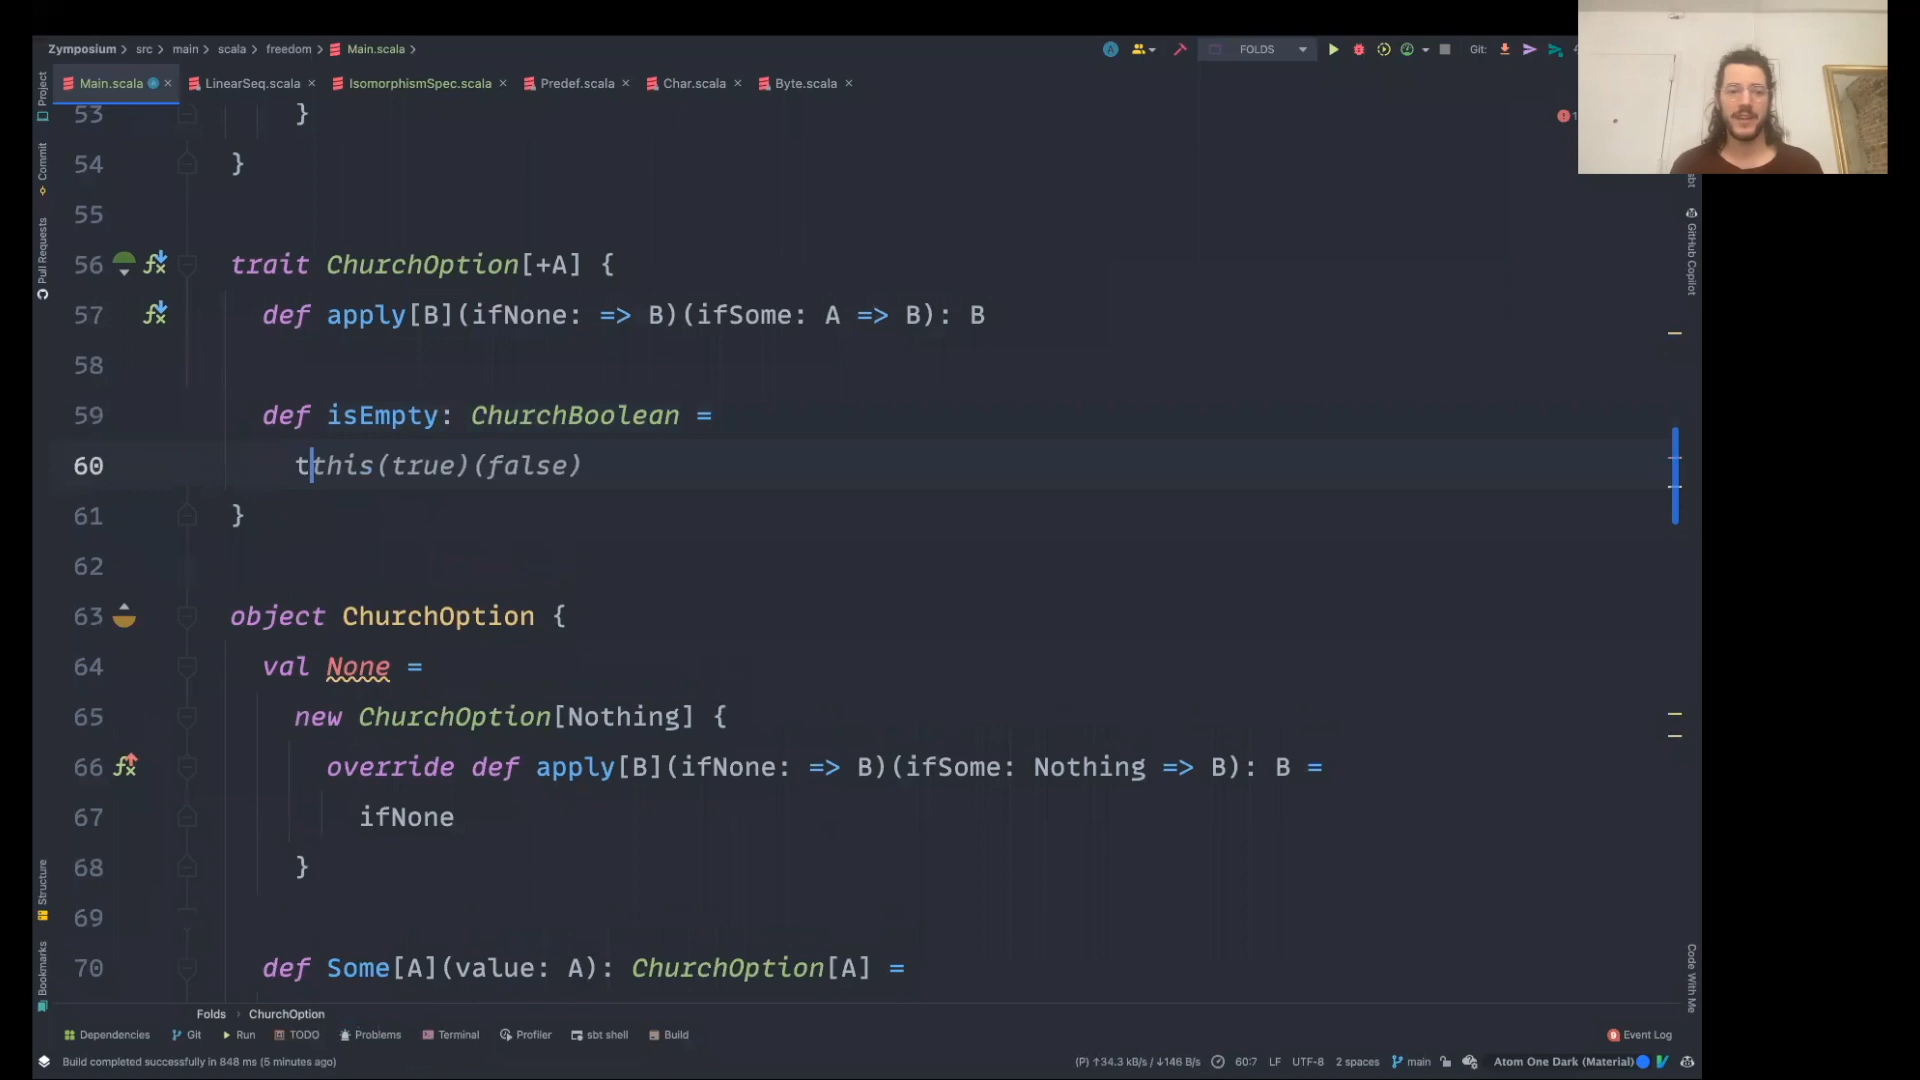 Zymposium > src > main > scala > freedom > Main.scala >
FOLDS
Git:
Main.scala
LinearSeq.scala
IsomorphismSpec.scala
Predef.scala
Char.scala
Byte.scala
Project
Commit
Pull Requests
Structure
Bookmarks
53 }
54 }
55
56 trait ChurchOption[+A] {
57 def apply[B](ifNone: => B)(ifSome: A => B): B
58
59 def isEmpty: ChurchBoolean =
60 tthis(true)(false)
61 }
62
63 object ChurchOption {
64 val None =
65 new ChurchOption[Nothing] {
66 override def apply[B](ifNone: => B)(ifSome: Nothing => B): B =
67 ifNone
68 }
69
70 def Some[A](value: A): ChurchOption[A] =
sbt
GitHub Copilot
Code With Me
Folds > ChurchOption
Dependencies
Git
Run
TODO
Problems
Terminal
Profiler
sbt shell
Build
9 Event Log
Build completed successfully in 848 ms (5 minutes ago)
(P) ↑34.3 kB/s / ↓146 B/s
60:7
LF
UTF-8
2 spaces
main
Atom One Dark (Material)